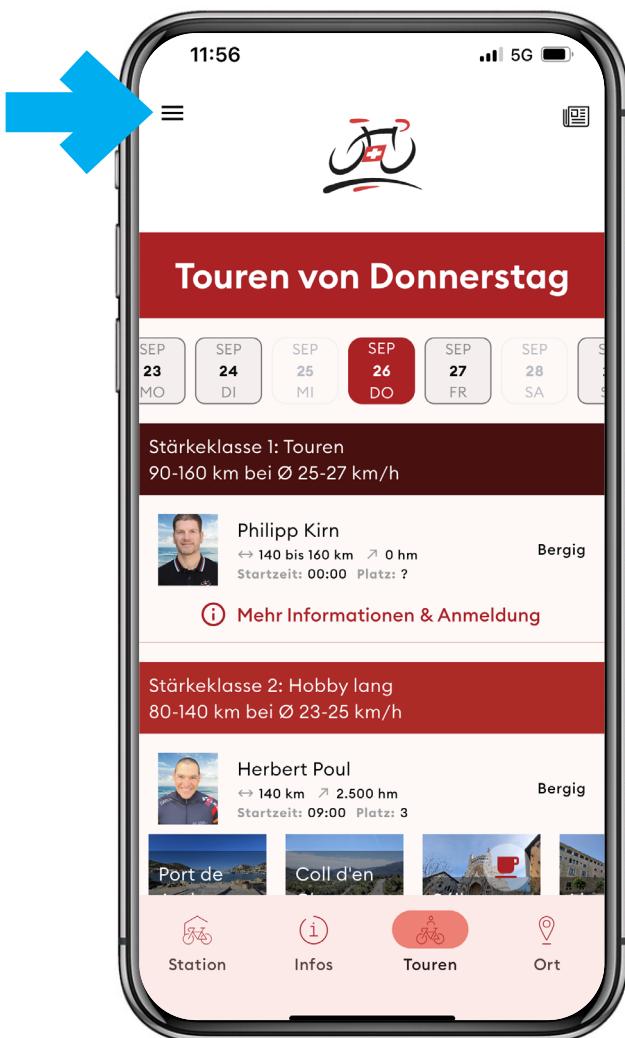 11:56
5G
Touren von Donnerstag
SEP SEP SEP SEP SEP SEP
23 24 25 26 27 28
MO DI MI DO FR SA
Stärkeklasse 1: Touren
90-160 km bei Ø 25-27 km/h
Philipp Kirn
↔ 140 bis 160 km ↗ 0 hm
Bergig
Startzeit: 00:00 Platz: ?
Mehr Informationen & Anmeldung
Stärkeklasse 2: Hobby lang
80-140 km bei Ø 23-25 km/h
Herbert Poul
↔ 140 km ↗ 2.500 hm
Bergig
Startzeit: 09:00 Platz: 3
Port de Coll d'en
Station Infos Touren Ort